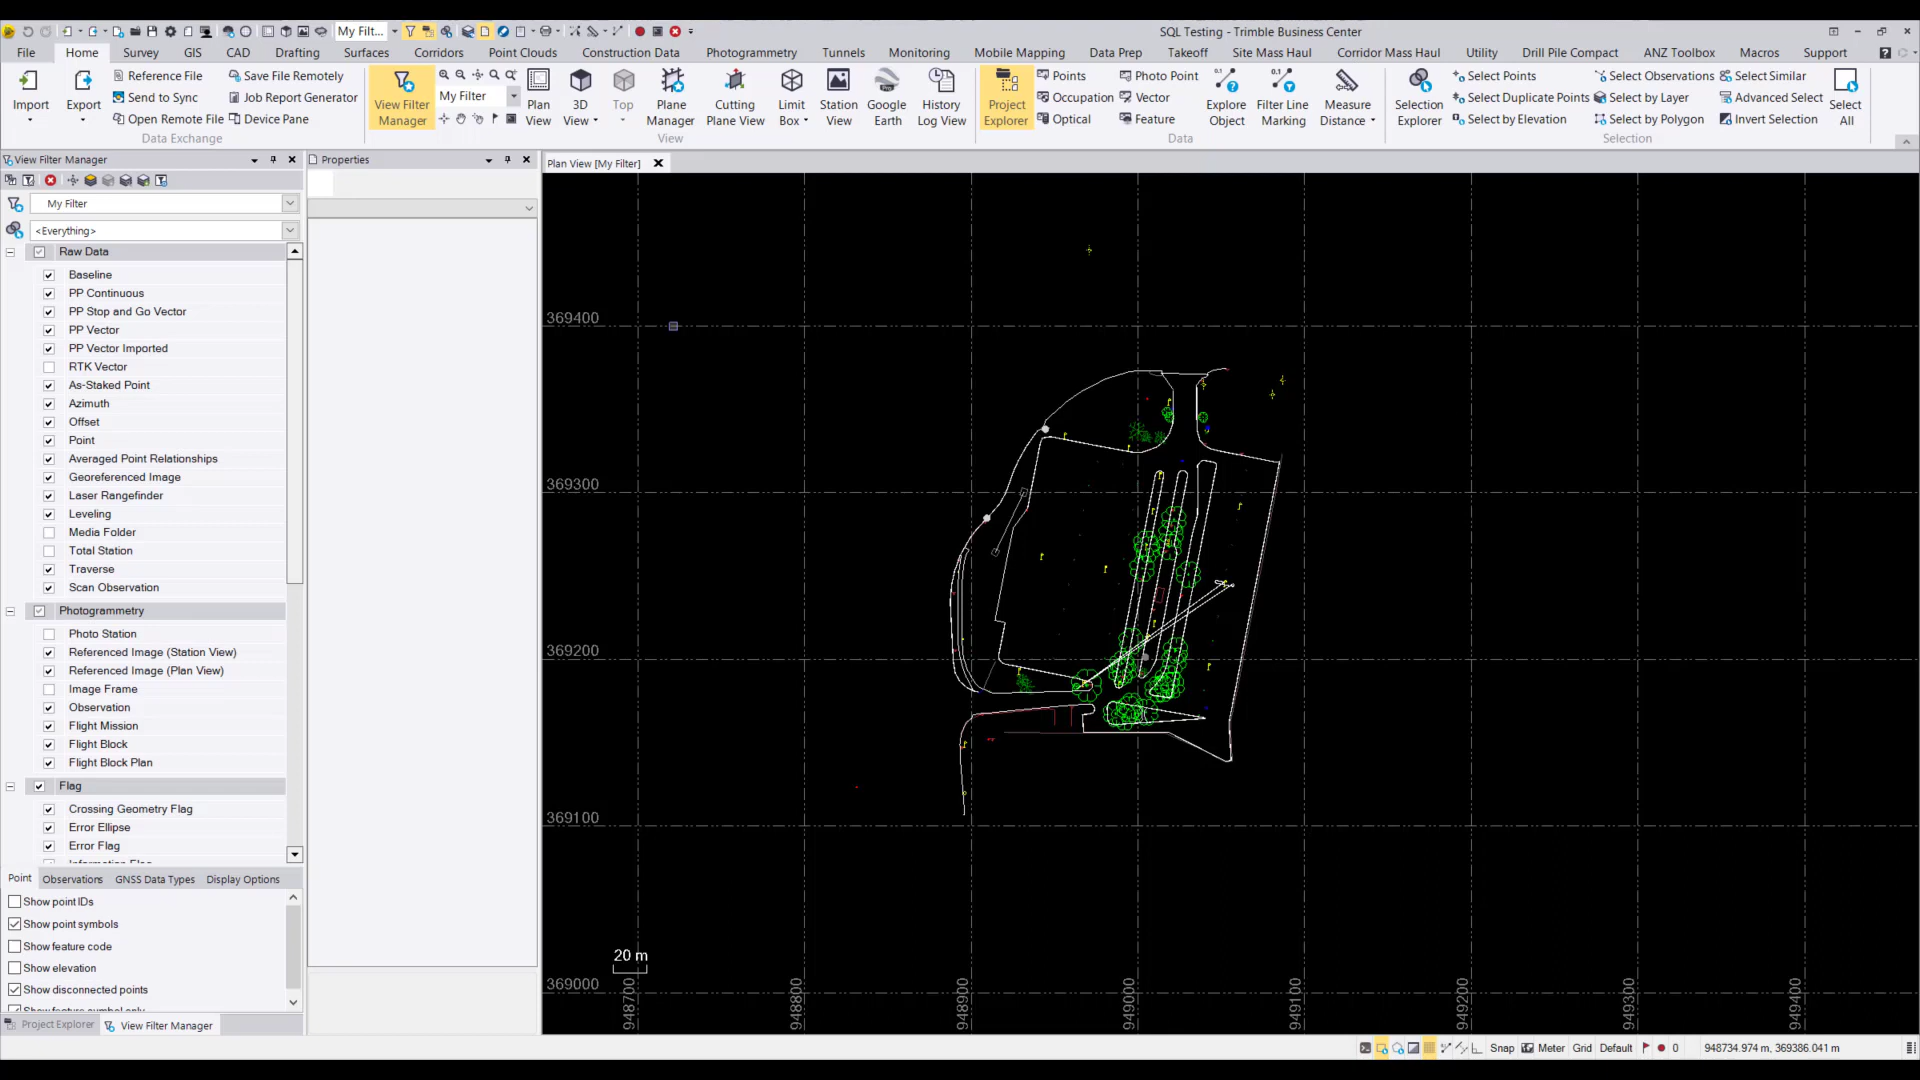 My Filt...
SQL Testing - Trimble Business Center
File Home Survey GIS CAD Drafting Surfaces Corridors Point Clouds Construction Data Photogrammetry Tunnels Monitoring Mobile Mapping Data Prep Takeoff Site Mass Haul Corridor Mass Haul Utility Drill Pile Compact ANZ Toolbox Macros Support
Import
Export
Reference File
Send to Sync
Open Remote File
Save File Remotely
Job Report Generator
Device Pane
Data Exchange
View Filter Manager
My Filter
Plan View
3D View
Top
Plane Manager
Cutting Plane View
Limit Box
Station View
Google Earth
History Log View
View
Project Explorer
Points
Occupation
Optical
Photo Point
Vector
Feature
Explore Object
Filter Line Marking
Measure Distance
Data
Selection Explorer
Select Points
Select Duplicate Points
Select by Elevation
Select Observations
Select by Layer
Select by Polygon
Select Similar
Advanced Select
Invert Selection
Select All
Selection
View Filter Manager
My Filter
<Everything>
Raw Data
Baseline
PP Continuous
PP Stop and Go Vector
PP Vector
PP Vector Imported
RTK Vector
As-Staked Point
Azimuth
Offset
Point
Averaged Point Relationships
Georeferenced Image
Laser Rangefinder
Leveling
Media Folder
Total Station
Traverse
Scan Observation
Photogrammetry
Photo Station
Referenced Image (Station View)
Referenced Image (Plan View)
Image Frame
Observation
Flight Mission
Flight Block
Flight Block Plan
Flag
Crossing Geometry Flag
Error Ellipse
Error Flag
Point Observations GNSS Data Types Display Options
Show point IDs
Show point symbols
Show feature code
Show elevation
Show disconnected points
Project Explorer View Filter Manager
Properties
Plan View [My Filter]
369400
369300
369200
369100
369000
20 m
948700
948800
948900
949000
949100
949200
949300
949400
Snap Meter Grid Default 0 948734.974 m, 369386.041 m